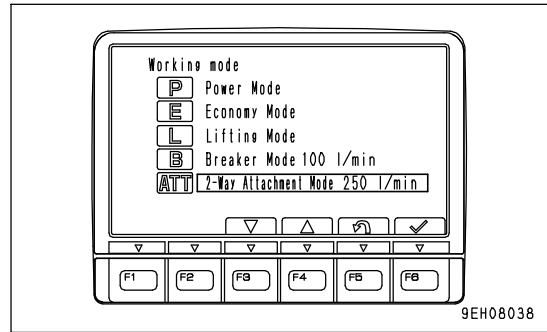 Working mode
P Power Mode
E Economy Mode
L Lifting Mode
B Breaker Mode 100 l/min
ATT 2-Way Attachment Mode 250 l/min
F1 F2 F3 F4 F5 F6
9EH08038